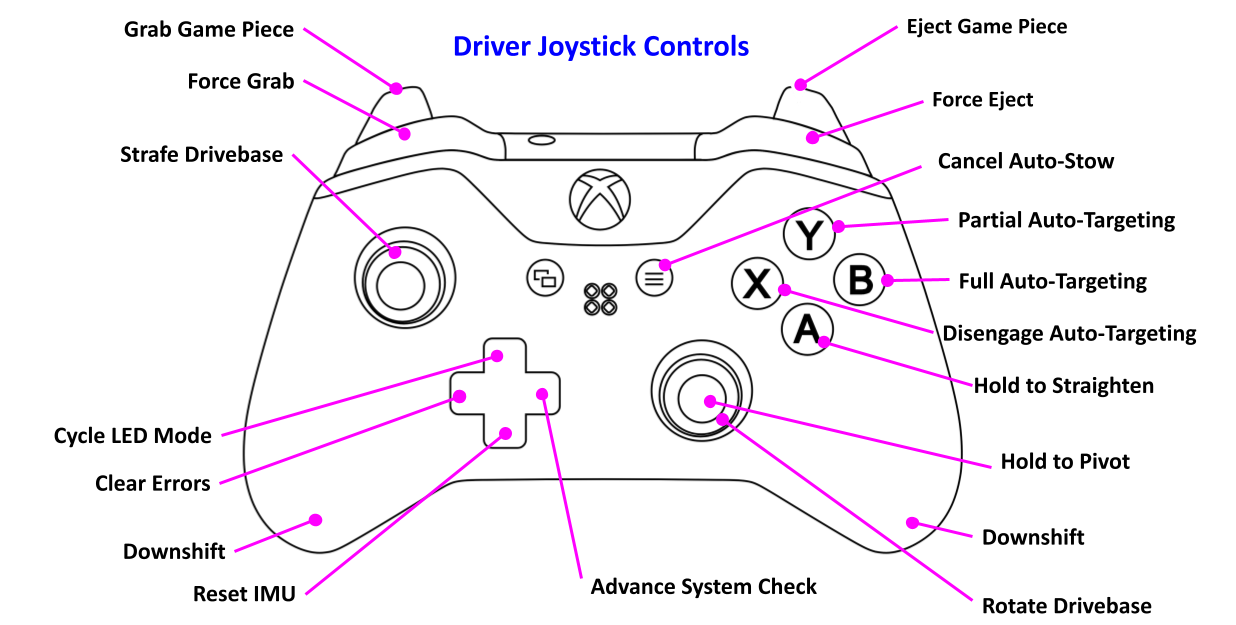 Driver Joystick Controls
Grab Game Piece
Force Grab
Strafe Drivebase
Cycle LED Mode
Clear Errors
Downshift
Reset IMU
Advance System Check
Eject Game Piece
Force Eject
Cancel Auto-Stow
Partial Auto-Targeting
Full Auto-Targeting
Disengage Auto-Targeting
Hold to Straighten
Hold to Pivot
Downshift
Rotate Drivebase
Y
X
B
A